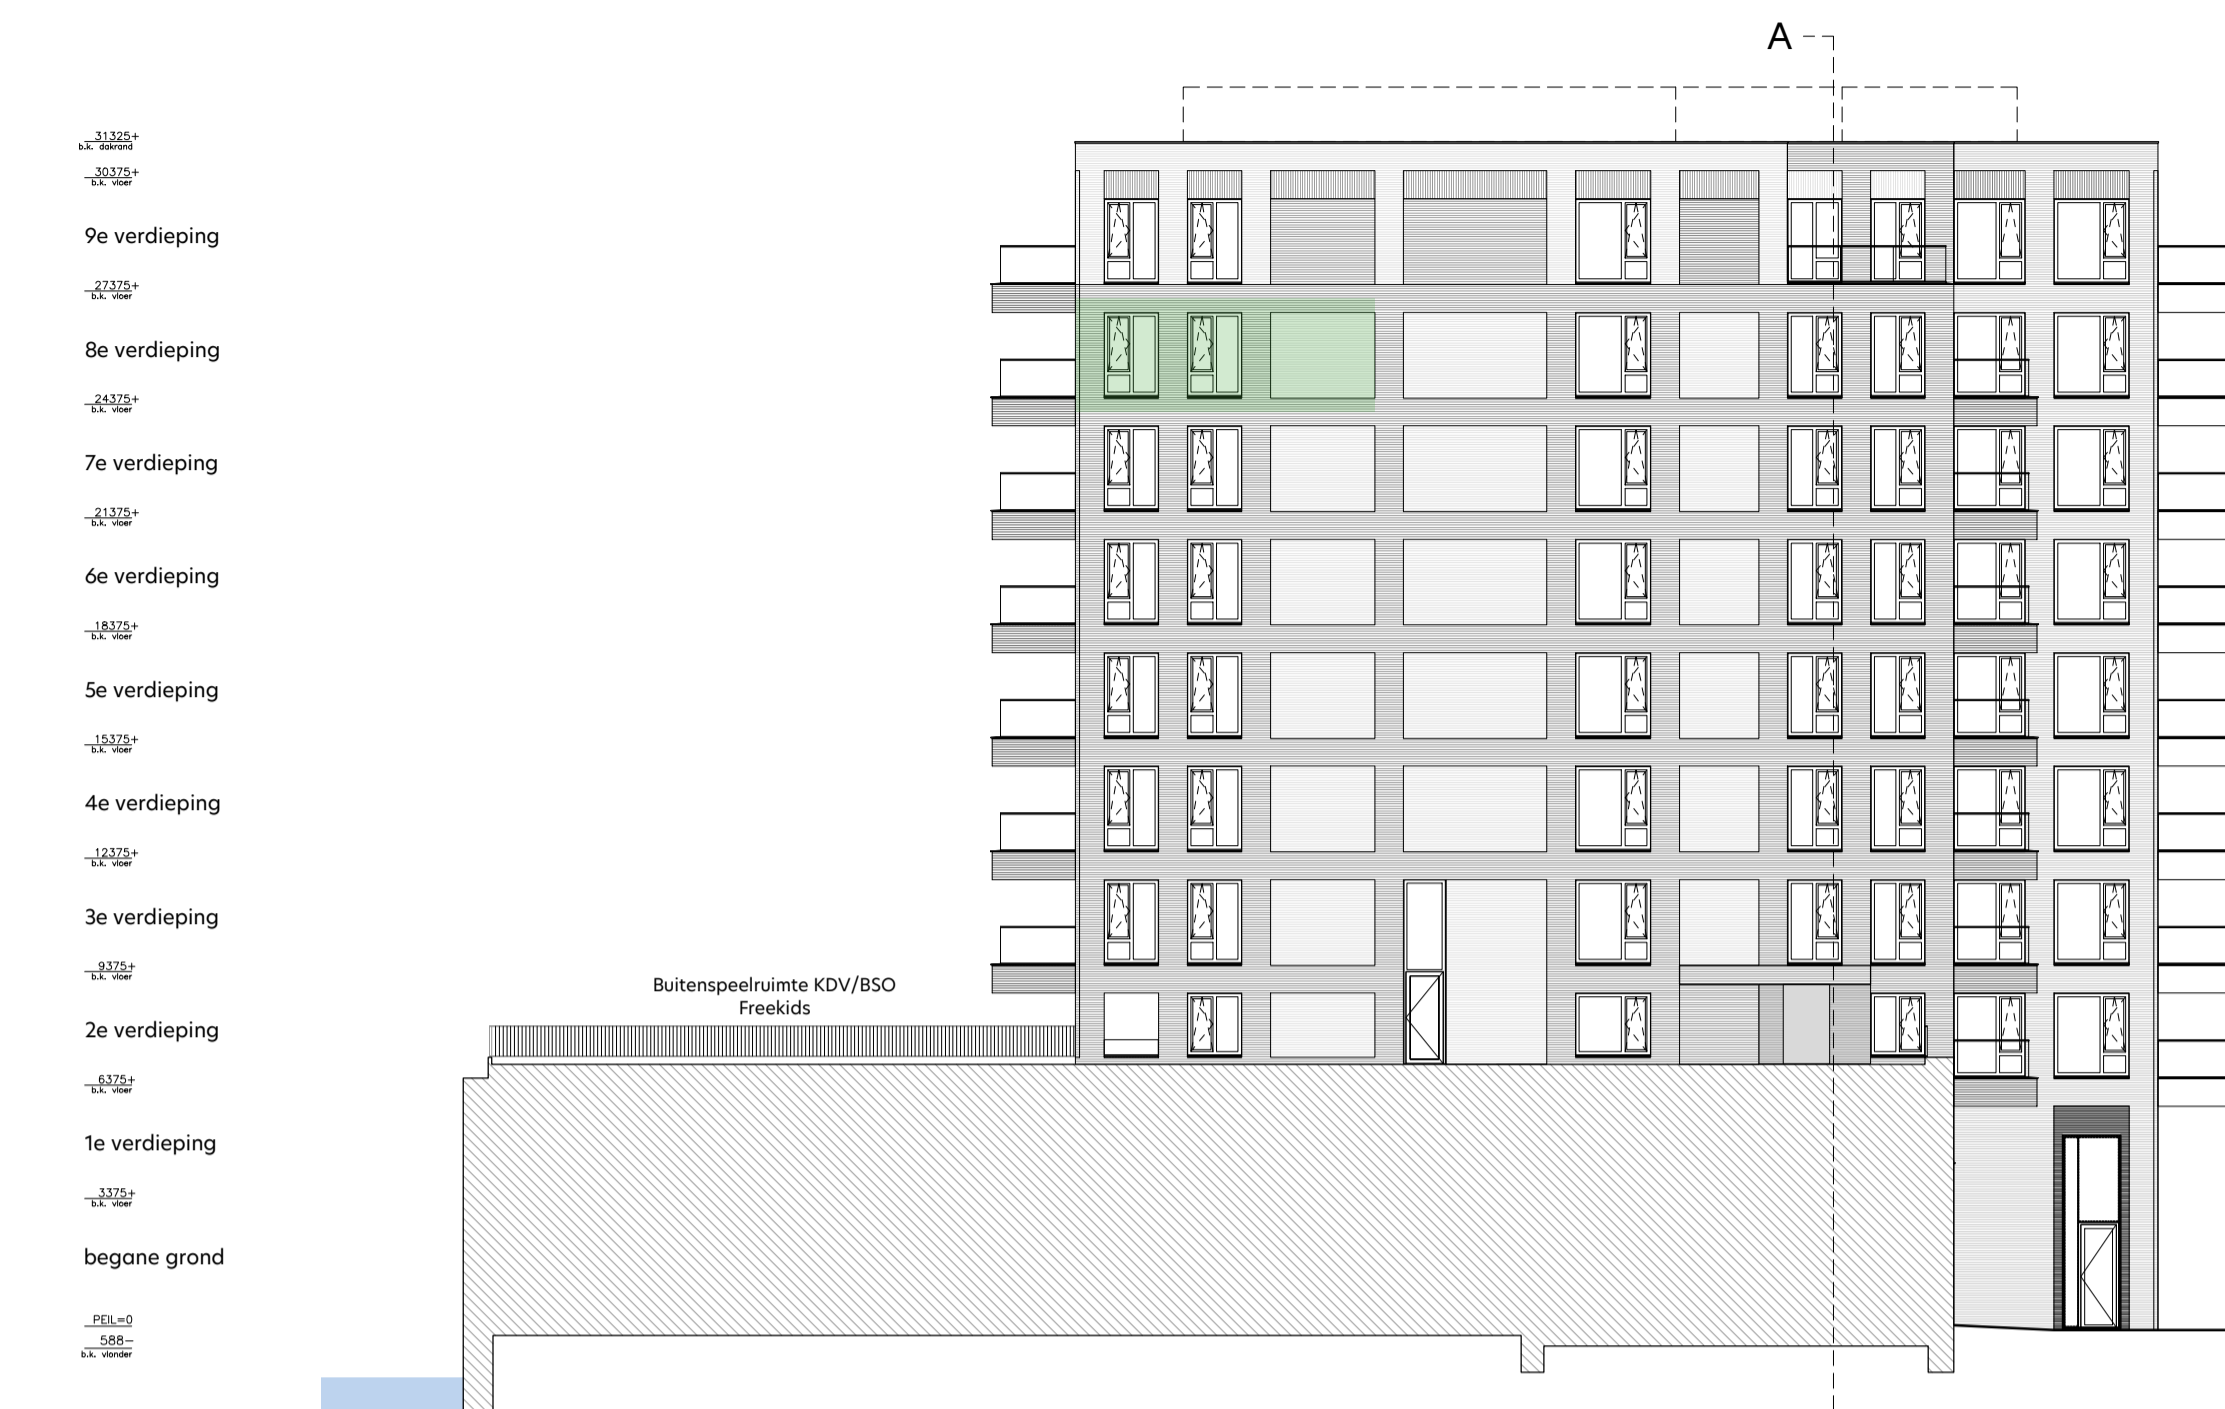 A
31325+
b.k. dakrand
30375+
b.k. vloer
9e verdieping
27375+
b.k. vloer
8e verdieping
24375+
b.k. vloer
7e verdieping
21375+
b.k. vloer
6e verdieping
18375+
b.k. vloer
5e verdieping
15375+
b.k. vloer
4e verdieping
12375+
b.k. vloer
3e verdieping
9375+
b.k. vloer
Buitenspeelruimte KDV/BSO
Freekids
2e verdieping
6375+
b.k. vloer
1e verdieping
3375+
b.k. vloer
begane grond
PEIL=0
588-
b.k. vlonder